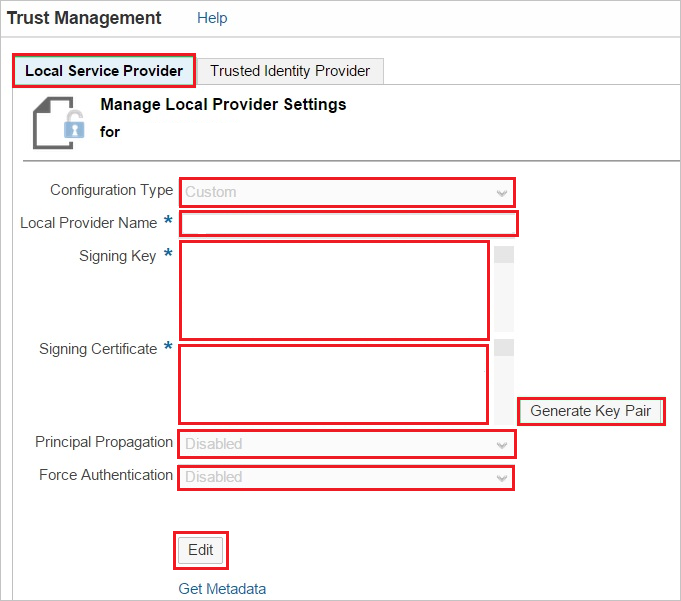 Trust Management Help
Local Service Provider Trusted Identity Provider
Manage Local Provider Settings
for
Configuration Type Custom
Local Provider Name *
Signing Key *
Signing Certificate *
Generate Key Pair
Principal Propagation Disabled
Force Authentication Disabled
Edit
Get Metadata